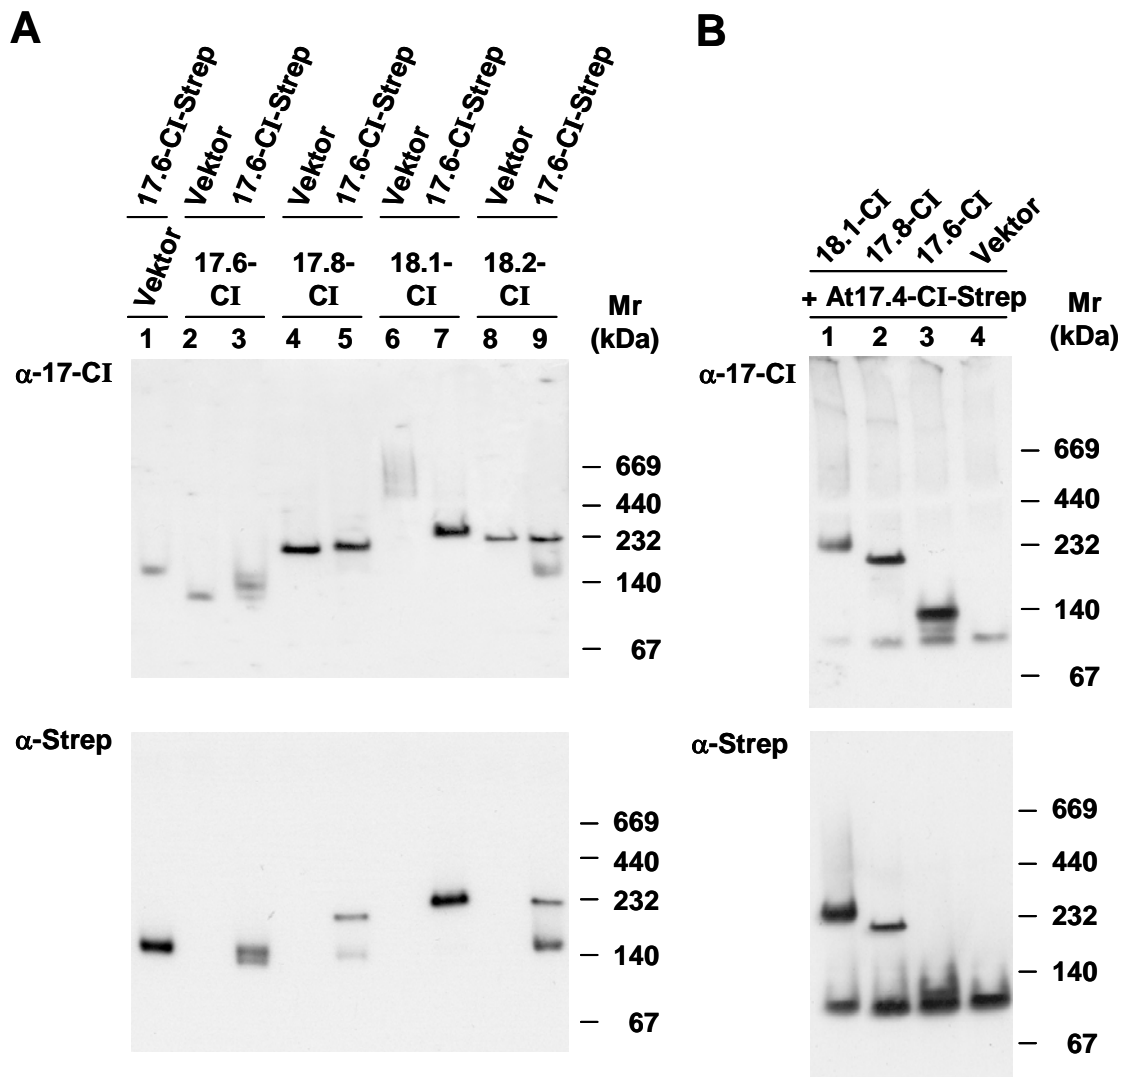 A
17.6-CI-Strep
Vektor
17.6-CI-Strep
Vektor
17.6-CI-Strep
Vektor
17.6-CI-Strep
Vektor
17.6-CI-Strep
Vektor
17.6-
CI
17.8-
CI
18.1-
CI
18.2-
CI
Mr
(kDa)
1 2 3 4 5 6 7 8 9
α-17-CI
669
440
232
140
67
α-Strep
669
440
232
140
67
B
18.1-CI
17.8-CI
17.6-CI
Vektor
+ At17.4-CI-Strep
Mr
(kDa)
1 2 3 4
α-17-CI
669
440
232
140
67
α-Strep
669
440
232
140
67